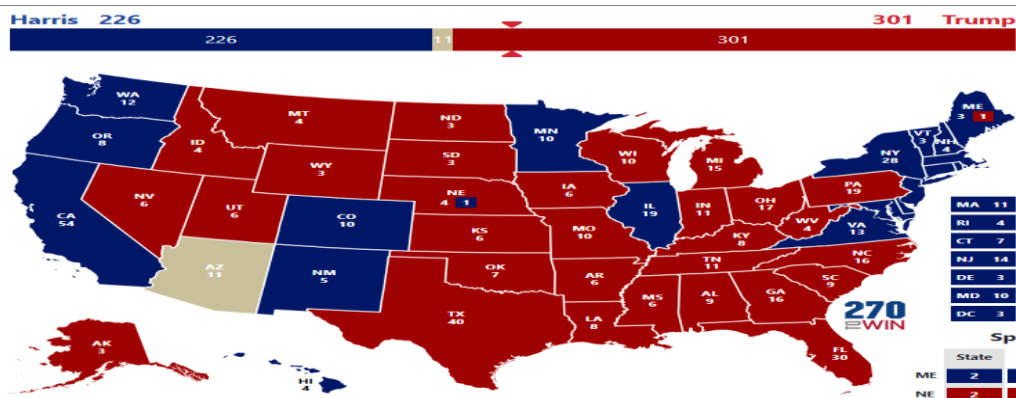 Harris 226 301 Trump
226 11 301
WA
12
OR
8
CA
54
NV
6
ID
4
MT
4
WY
3
UT
6
AZ
11
CO
10
NM
5
ND
3
SD
3
NE
4 1
KS
6
OK
7
TX
40
MN
10
IA
6
MO
10
AR
6
LA
8
WI
10
IL
19
MI
15
IN
11
OH
17
KY
8
TN
11
MS
6
AL
9
GA
16
FL
30
SC
9
NC
16
VA
13
WV
4
PA
19
NY
28
VT
3
NH
4
ME
3 1
AK
3
HI
4
MA 11
RI 4
CT 7
NJ 14
DE 3
MD 10
DC 3
270
TO WIN
Sp
State
ME 2
NE 2